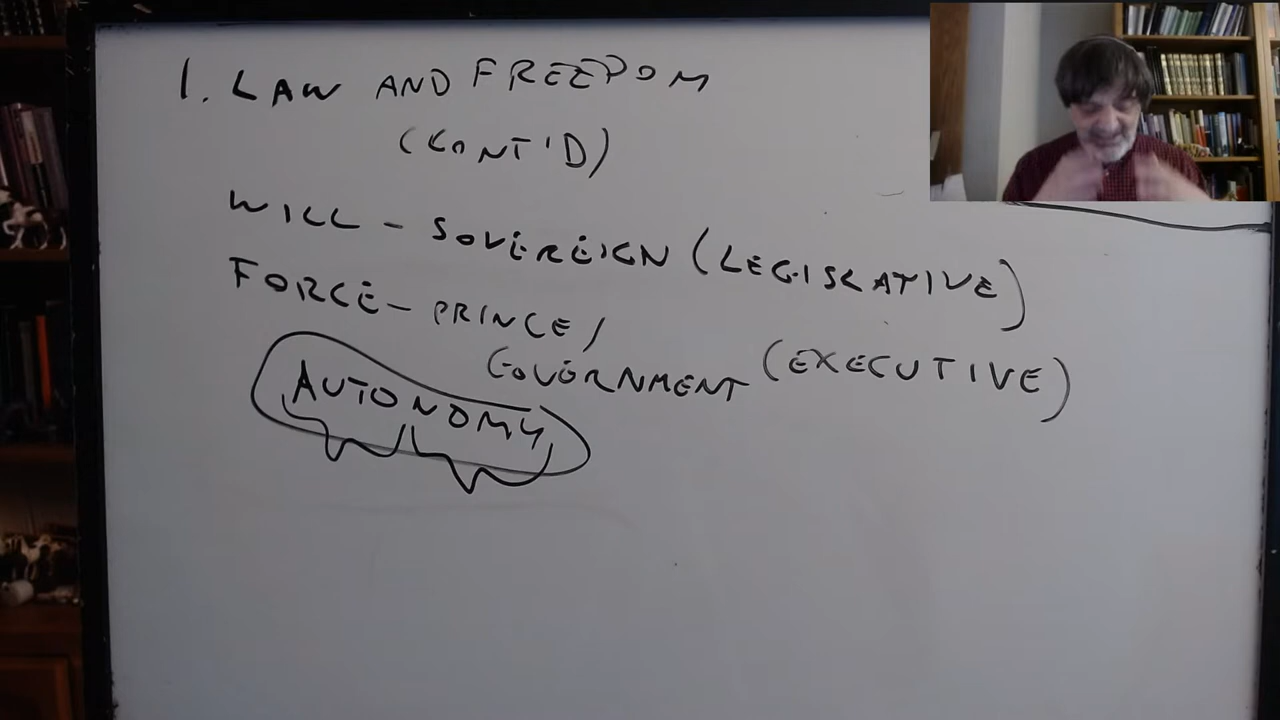 1. LAW AND FREEDOM
(CONT'D)
WILL - SOVEREIGN (LEGISLATIVE)
FORCE - PRINCE/
GOVERNMENT (EXECUTIVE)
AUTONOMY